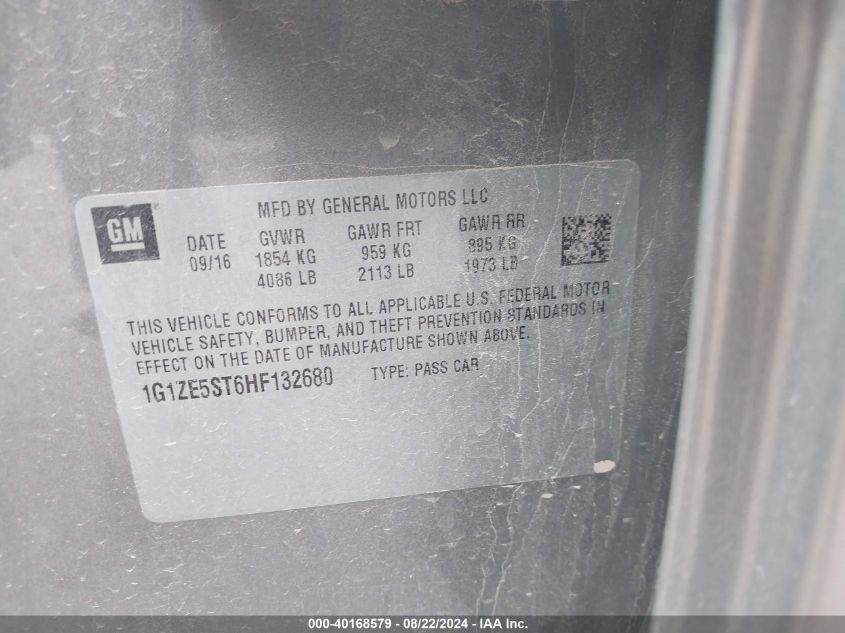 GM
MFD BY GENERAL MOTORS LLC
DATE GVWR GAWR FRT GAWR RR
09/16 1854 KG 959 KG 895 KG
4086 LB 2113 LB 1973 LB
THIS VEHICLE CONFORMS TO ALL APPLICABLE U.S. FEDERAL MOTOR
VEHICLE SAFETY, BUMPER, AND THEFT PREVENTION STANDARDS IN
EFFECT ON THE DATE OF MANUFACTURE SHOWN ABOVE.
1G1ZE5ST6HF132680 TYPE: PASS CAR
000-40168579 - 08/22/2024 - IAA Inc.